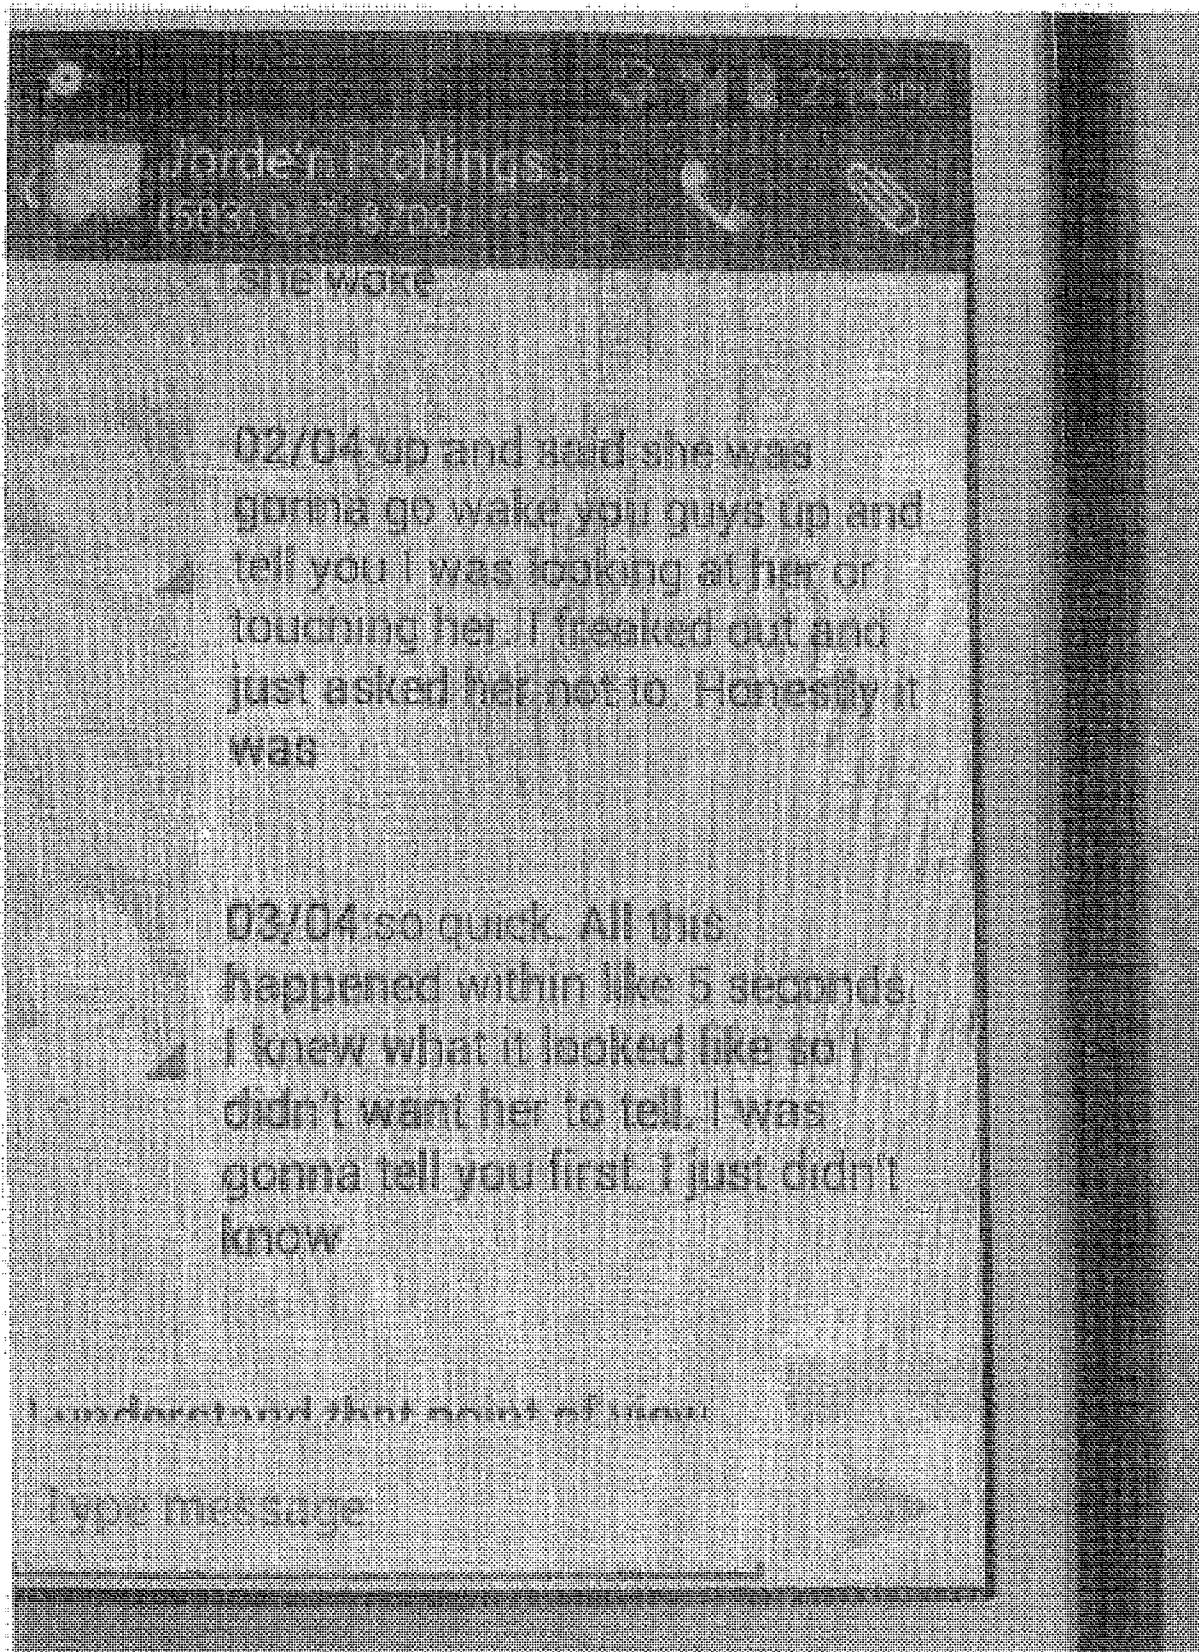 Jorde'n Hollings...
she woke
02/04 up and said she was
gonna go wake you guys up and
tell you I was looking at her or
touching her. I freaked out and
just asked her not to. Honestly it
was
03/04 so quick. All this
happened within like 5 seconds.
I knew what it looked like so I
didn't want her to tell. I was
gonna tell you first. I just didn't
know
I understand that point of view
Type message